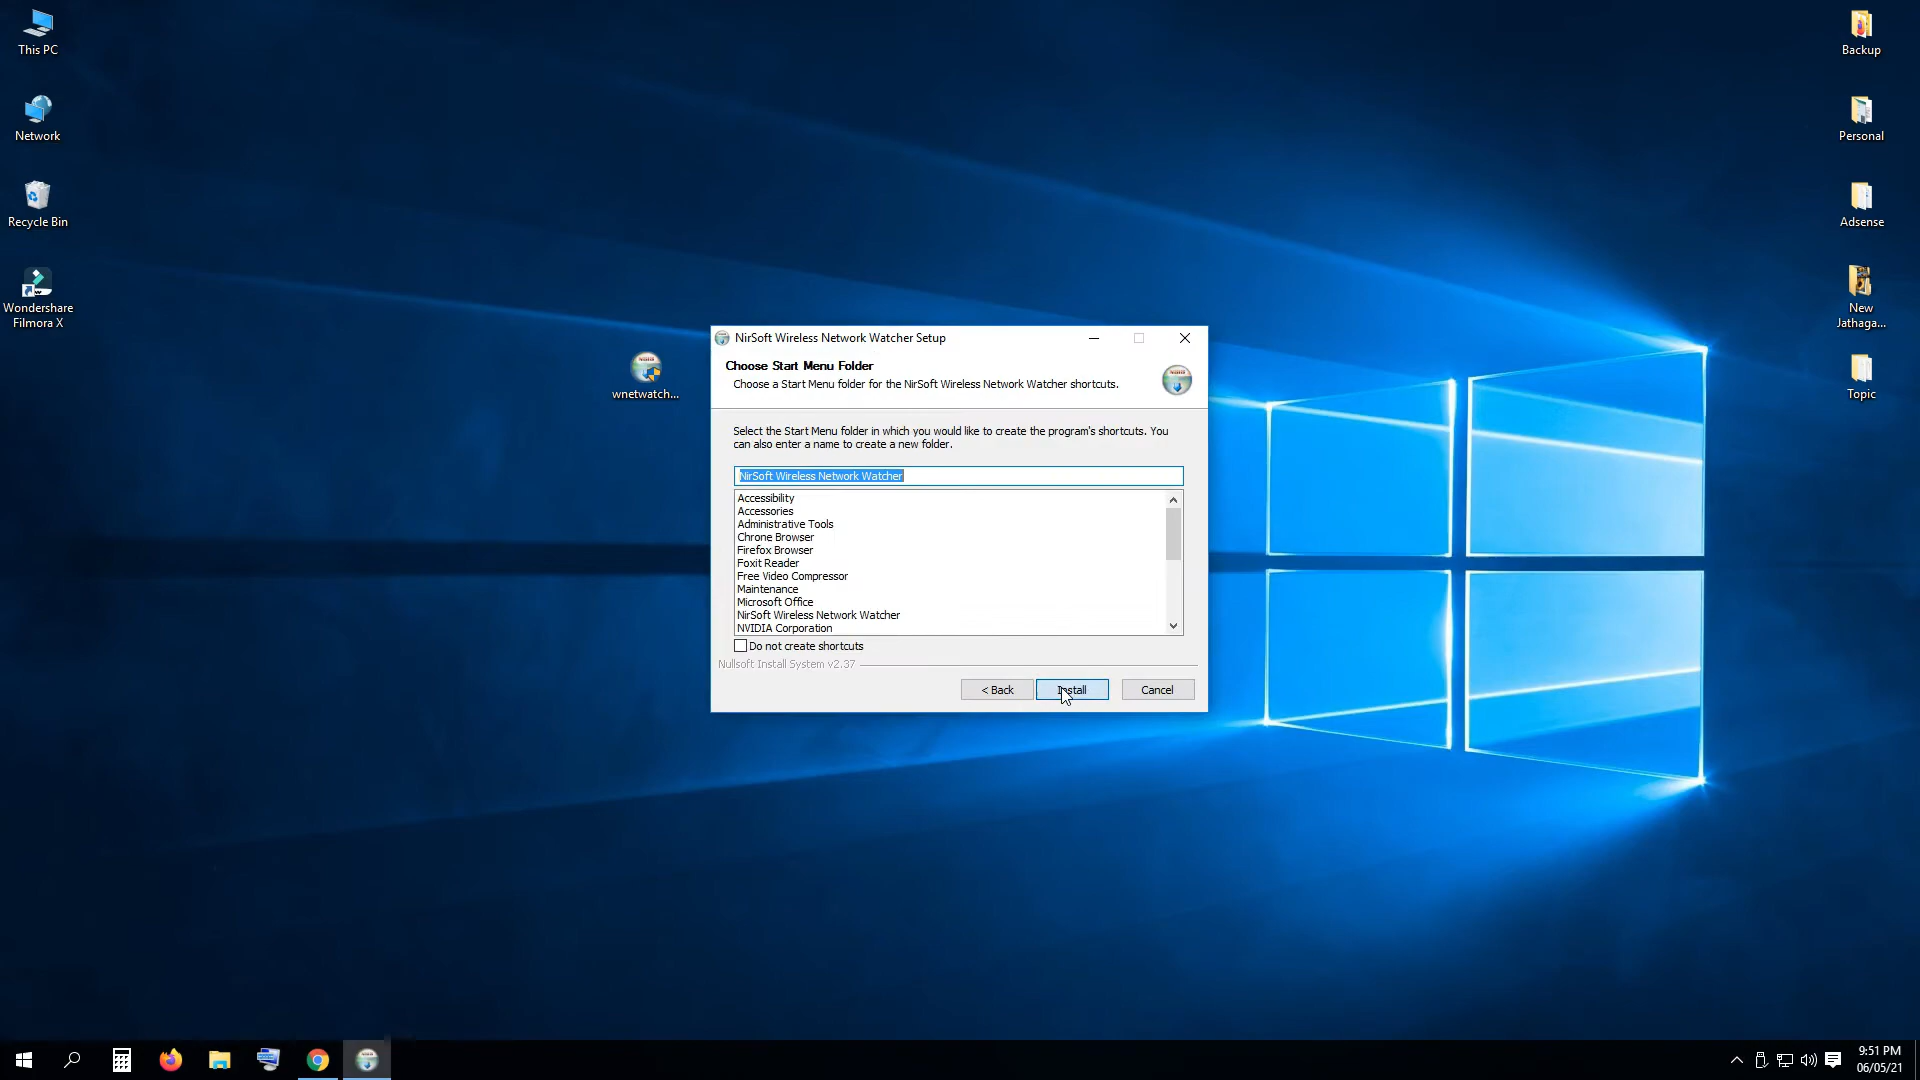 This PC
Network
Recycle Bin
Wondershare
Filmora X
wnetwatch...
NirSoft Wireless Network Watcher Setup
Choose Start Menu Folder
Choose a Start Menu folder for the NirSoft Wireless Network Watcher shortcuts.
Select the Start Menu folder in which you would like to create the program's shortcuts. You
can also enter a name to create a new folder.
NirSoft Wireless Network Watcher
Accessibility
Accessories
Administrative Tools
Chrone Browser
Firefox Browser
Foxit Reader
Free Video Compressor
Maintenance
Microsoft Office
NirSoft Wireless Network Watcher
NVIDIA Corporation
Do not create shortcuts
Nullsoft Install System v2.37
< Back
Install
Cancel
Backup
Personal
Adsense
New
Jathaga...
Topic
9:51 PM
06/05/21